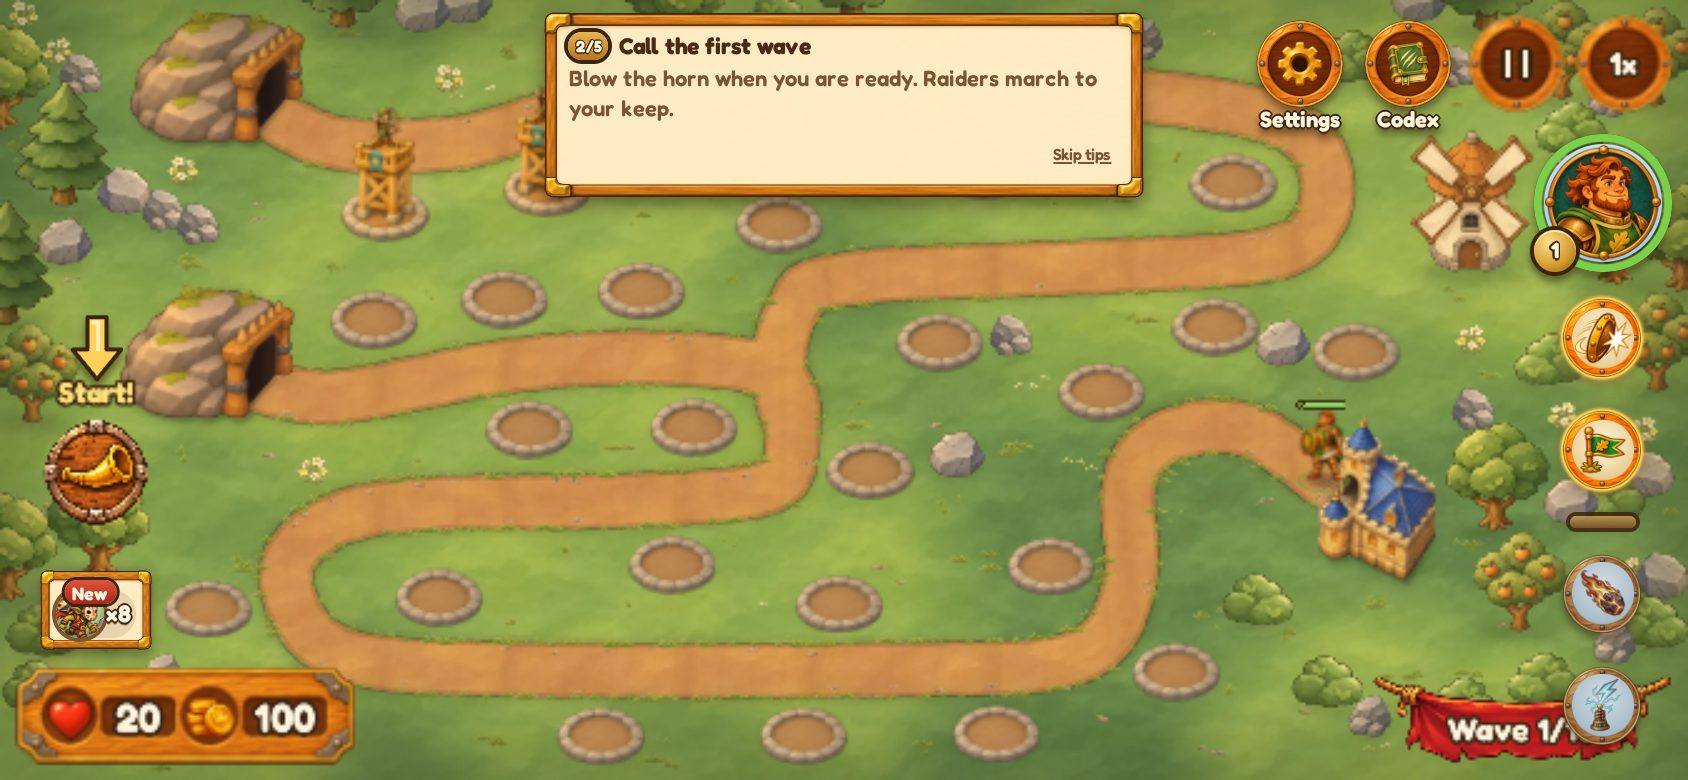 2/5 Call the first wave
Blow the horn when you are ready. Raiders march to
your keep.
Skip tips
Settings
Codex
1x
1
Start!
New
x8
20
100
Wave 1/